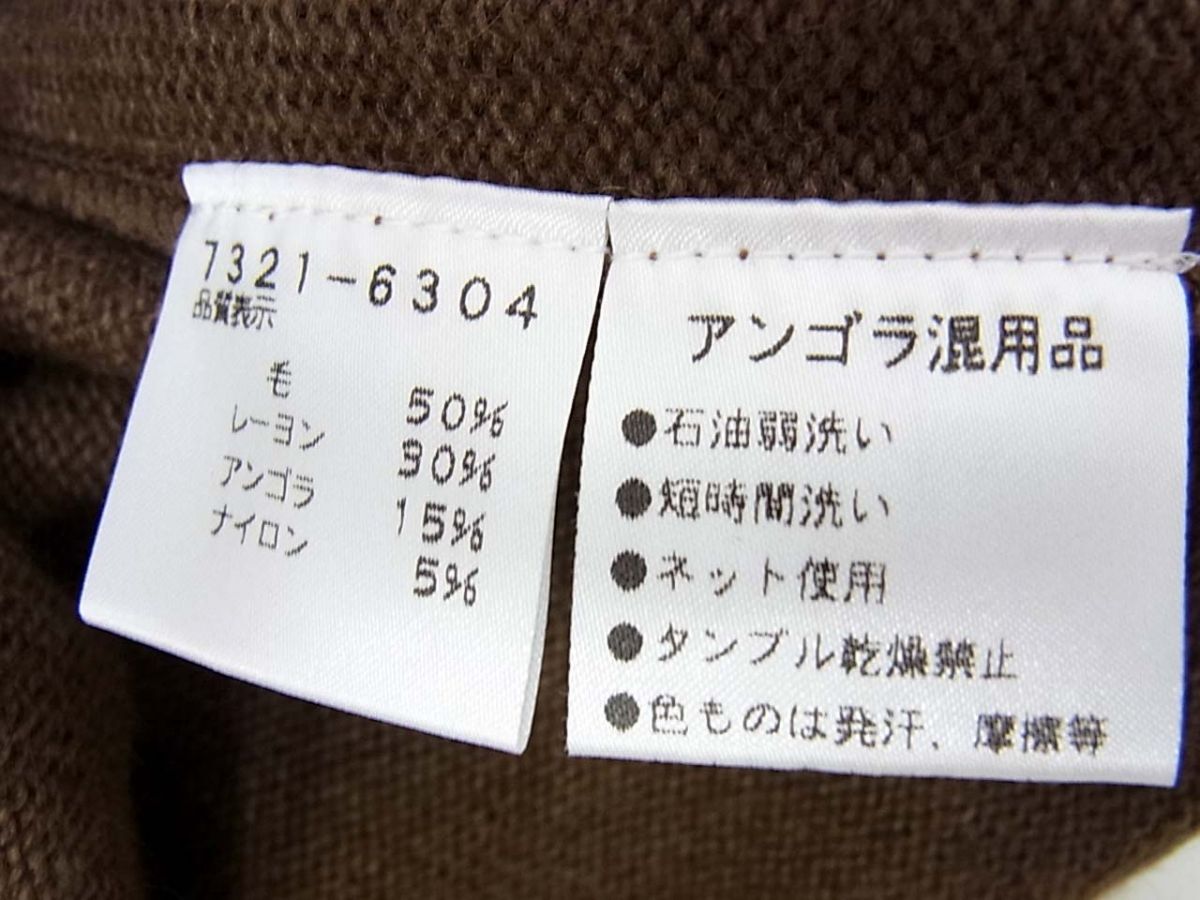 7321-6304
品質表示
毛 50%
レーヨン 30%
アンゴラ 15%
ナイロン 5%
アンゴラ混用品
●石油弱洗い
●短時間洗い
●ネット使用
●タンブル乾燥禁止
●色ものは発汗、摩擦等